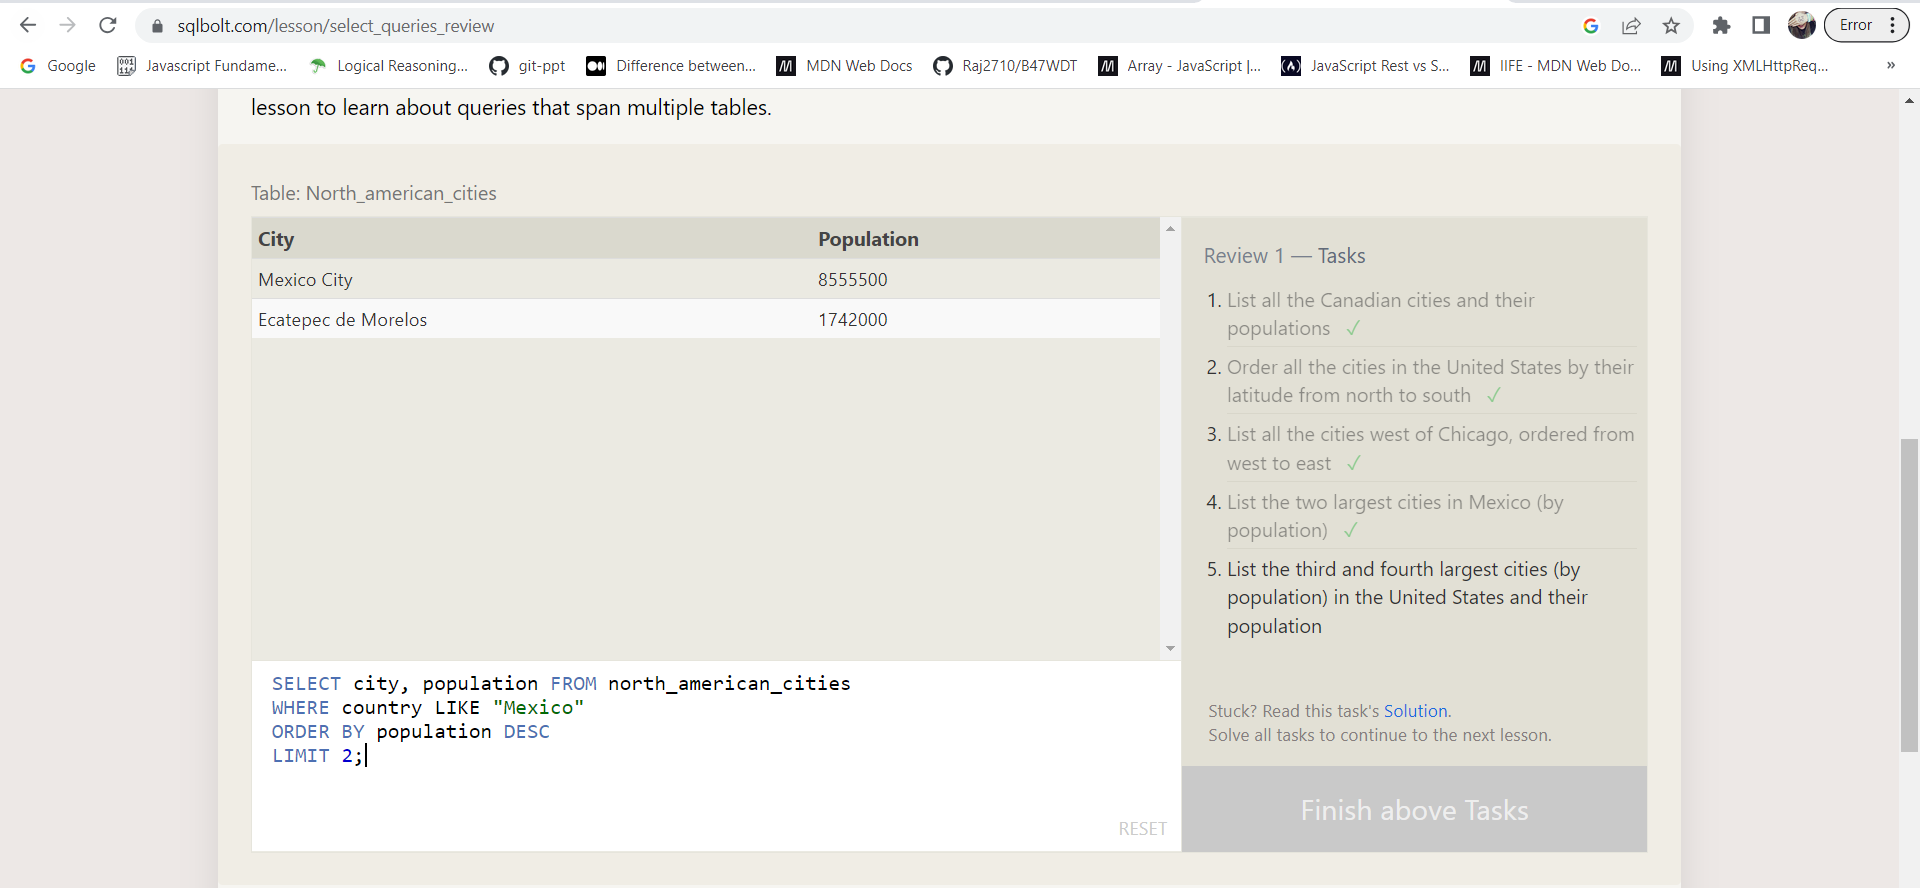 sqlbolt.com/lesson/select_queries_review
Error
Google
Javascript Fundame...
Logical Reasoning...
git-ppt
Difference between...
MDN Web Docs
Raj2710/B47WDT
Array - JavaScript |...
JavaScript Rest vs S...
IIFE - MDN Web Do...
Using XMLHttpReq...
»
lesson to learn about queries that span multiple tables.
Table: North_american_cities
City Population
Mexico City 8555500
Ecatepec de Morelos 1742000
SELECT city, population FROM north_american_cities
WHERE country LIKE "Mexico"
ORDER BY population DESC
LIMIT 2;
RESET
Review 1 — Tasks
1. List all the Canadian cities and their
populations ✓
2. Order all the cities in the United States by their
latitude from north to south ✓
3. List all the cities west of Chicago, ordered from
west to east ✓
4. List the two largest cities in Mexico (by
population) ✓
5. List the third and fourth largest cities (by
population) in the United States and their
population
Stuck? Read this task's Solution.
Solve all tasks to continue to the next lesson.
Finish above Tasks